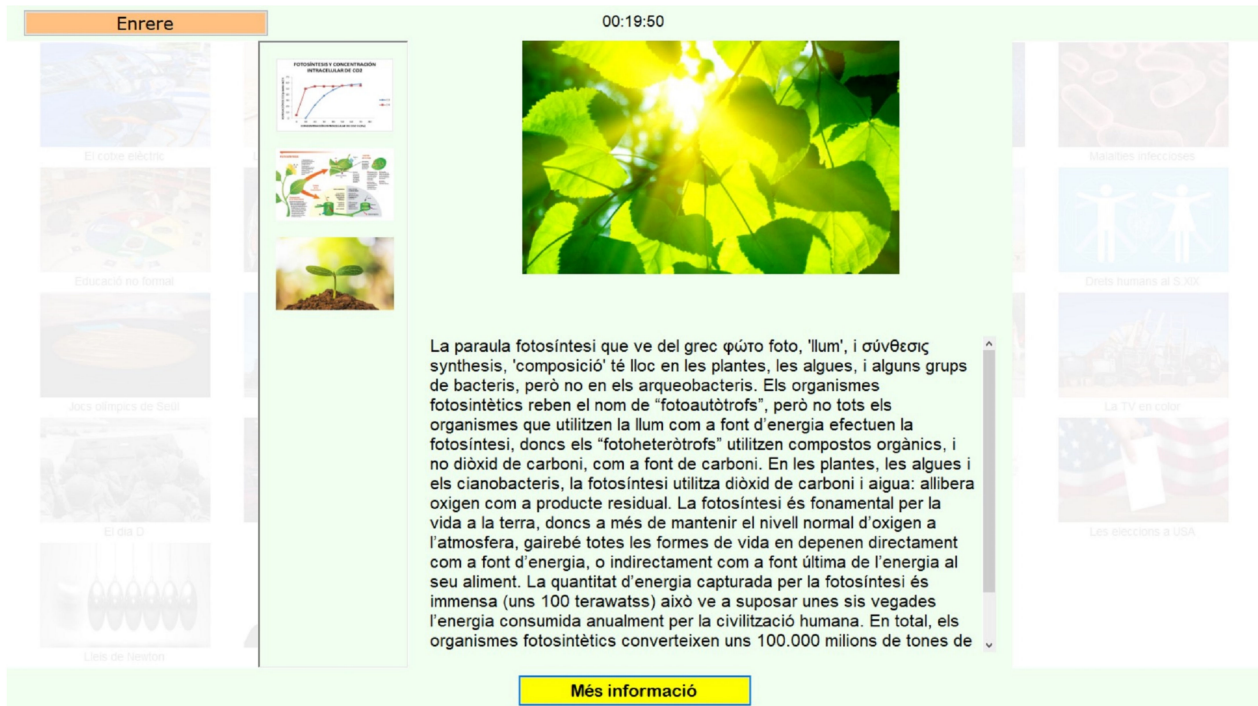 Enrere
00:19:50
FOTOSÍNTESIS Y CONCENTRACIÓN
INTRACELULAR DE CO2
El cotxe elèctric
Malalties infeccioses
Educació no formal
Drets humans al S.XIX
Jocs olímpics de Seül
La TV en color
El dia D
Les eleccions a USA
Lleis de Newton
La paraula fotosíntesi que ve del grec φώτο foto, 'llum', i σύνθεσις
synthesis, 'composició' té lloc en les plantes, les algues, i alguns grups
de bacteris, però no en els arqueobacteris. Els organismes
fotosintètics reben el nom de “fotoautòtrofs”, però no tots els
organismes que utilitzen la llum com a font d’energia efectuen la
fotosíntesi, doncs els “fotoheteròtrofs” utilitzen compostos orgànics, i
no diòxid de carboni, com a font de carboni. En les plantes, les algues i
els cianobacteris, la fotosíntesi utilitza diòxid de carboni i aigua: allibera
oxigen com a producte residual. La fotosíntesi és fonamental per la
vida a la terra, doncs a més de mantenir el nivell normal d’oxigen a
l’atmosfera, gairebé totes les formes de vida en depenen directament
com a font d’energia, o indirectament com a font última de l’energia al
seu aliment. La quantitat d’energia capturada per la fotosíntesi és
immensa (uns 100 terawatss) això ve a suposar unes sis vegades
l’energia consumida anualment per la civilització humana. En total, els
organismes fotosintètics converteixen uns 100.000 milions de tones de
Més informació